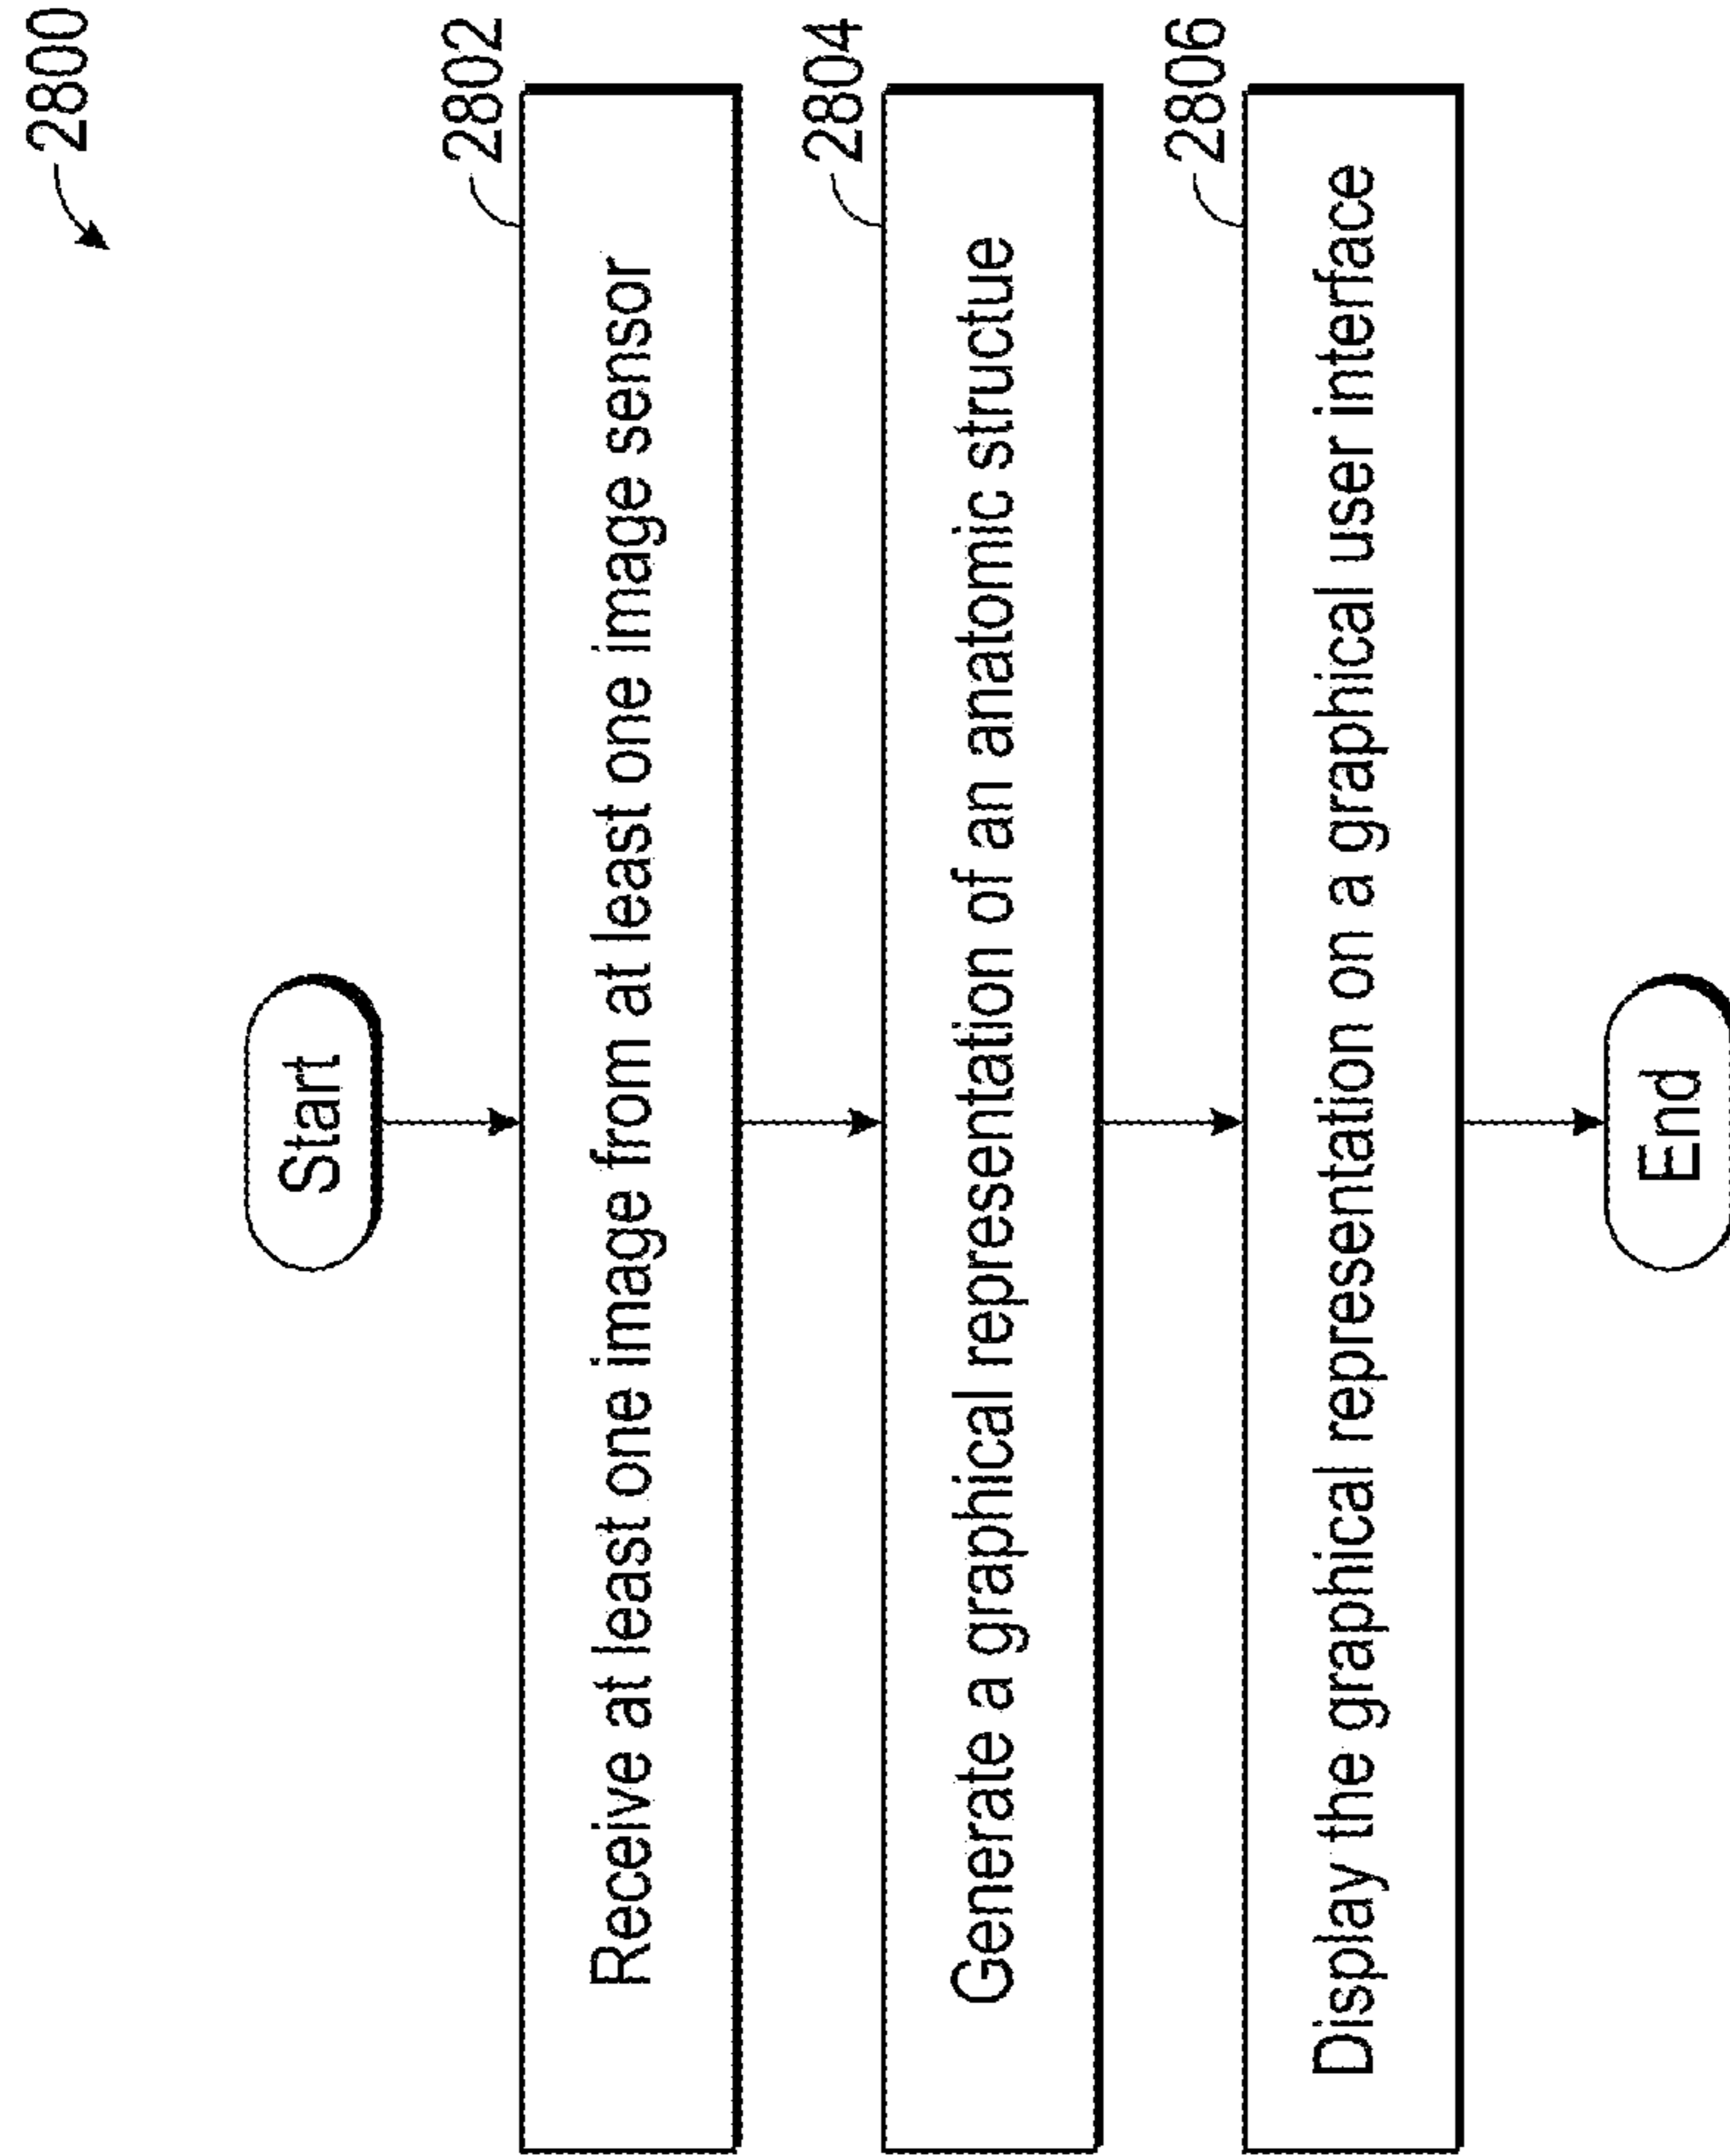 2800
Start
2802
Receive at least one image from at least one image sensor
2804
Generate a graphical representation of an anatomic structue
2806
Display the graphical representation on a graphical user interface
End